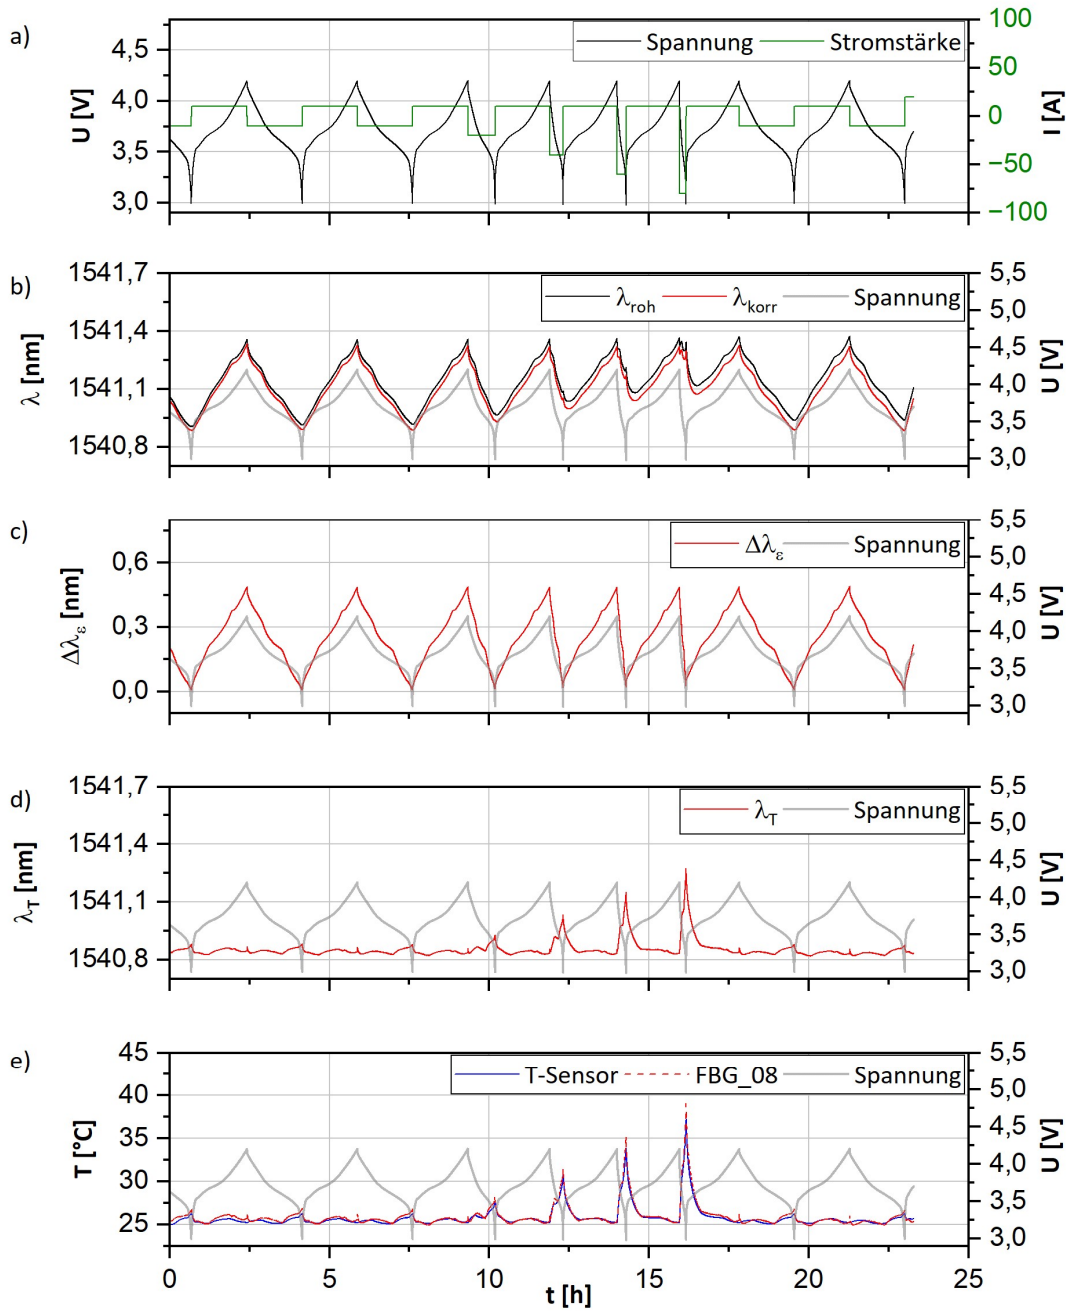 a)
U [V]
4,5
4,0
3,5
3,0
Spannung Stromstärke
100
50
0
−50
−100
I [A]
b)
λ [nm]
1541,7
1541,4
1541,1
1540,8
λroh λkorr Spannung
5,5
5,0
4,5
4,0
3,5
3,0
U [V]
c)
Δλε [nm]
0,6
0,3
0,0
Δλε Spannung
5,5
5,0
4,5
4,0
3,5
3,0
U [V]
d)
λT [nm]
1541,7
1541,4
1541,1
1540,8
λT Spannung
5,5
5,0
4,5
4,0
3,5
3,0
U [V]
e)
T [°C]
45
40
35
30
25
T-Sensor FBG_08 Spannung
5,5
5,0
4,5
4,0
3,5
3,0
U [V]
0 5 10 15 20 25
t [h]